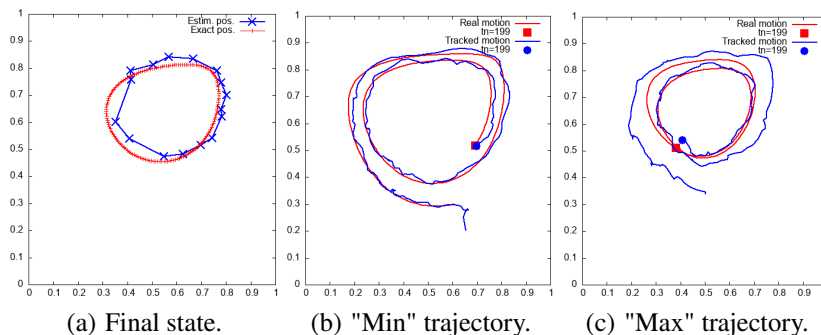 1
0.9
0.8
0.7
0.6
0.5
0.4
0.3
0.2
0.1
0
0 0.1 0.2 0.3 0.4 0.5 0.6 0.7 0.8 0.9 1
Estim. pos.
Exact pos.
(a) Final state.
1
0.9
0.8
0.7
0.6
0.5
0.4
0.3
0.2
0.1
0
0 0.1 0.2 0.3 0.4 0.5 0.6 0.7 0.8 0.9 1
Real motion
tn=199
Tracked motion
tn=199
(b) "Min" trajectory.
1
0.9
0.8
0.7
0.6
0.5
0.4
0.3
0.2
0.1
0
0 0.1 0.2 0.3 0.4 0.5 0.6 0.7 0.8 0.9
Real motion
tn=199
Tracked motion
tn=199
(c) "Max" trajectory.